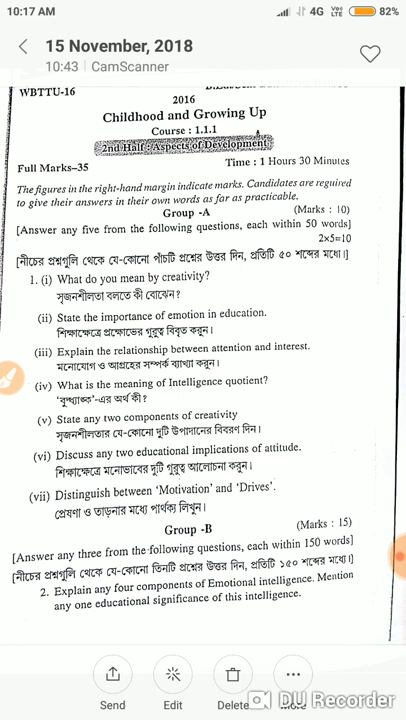 10:17 AM
4G VoLTE 82%
15 November, 2018
10:43 | CamScanner
WBTTU-16
2016
Childhood and Growing Up
Course : 1.1.1
2nd Half : Aspects of Development
Full Marks–35 Time : 1 Hours 30 Minutes
The figures in the right-hand margin indicate marks. Candidates are reguired
to give their answers in their own words as far as practicable.
Group -A (Marks : 10)
[Answer any five from the following questions, each within 50 words]
2×5=10
[নীচের প্রশ্নগুলি থেকে যে-কোনো পাঁচটি প্রশ্নের উত্তর দিন, প্রতিটি ৫০ শব্দের মধ্যে।]
1. (i) What do you mean by creativity?
সৃজনশীলতা বলতে কী বোঝেন?
(ii) State the importance of emotion in education.
শিক্ষাক্ষেত্রে প্রক্ষোভের গুরুত্ব বিবৃত করুন।
(iii) Explain the relationship between attention and interest.
মনোযোগ ও আগ্রহের সম্পর্ক ব্যাখ্যা করুন।
(iv) What is the meaning of Intelligence quotient?
‘বুদ্ধ্যাঙ্ক’-এর অর্থ কী?
(v) State any two components of creativity
সৃজনশীলতার যে-কোনো দুটি উপাদানের বিবরণ দিন।
(vi) Discuss any two educational implications of attitude.
শিক্ষাক্ষেত্রে মনোভাবের দুটি গুরুত্ব আলোচনা করুন।
(vii) Distinguish between ‘Motivation’ and ‘Drives’.
প্রেষণা ও তাড়নার মধ্যে পার্থক্য লিখুন।
Group -B (Marks : 15)
[Answer any three from the following questions, each within 150 words]
[নীচের প্রশ্নগুলি থেকে যে-কোনো তিনটি প্রশ্নের উত্তর দিন, প্রতিটি ১৫০ শব্দের মধ্যে।]
2. Explain any four components of Emotional intelligence. Mention
any one educational significance of this intelligence.
Send Edit Delete More
DU Recorder